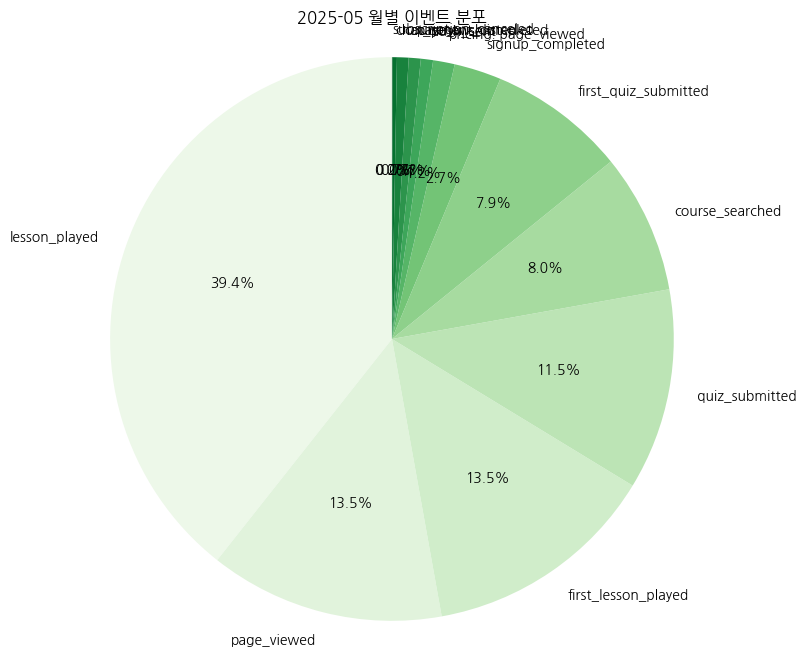 2025-05 월별 이벤트 분포
pricing_page_viewed
signup_completed
first_quiz_submitted
course_searched
quiz_submitted
first_lesson_played
page_viewed
lesson_played
39.4%
13.5%
13.5%
11.5%
8.0%
7.9%
2.7%